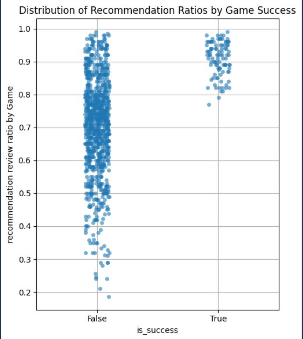 Distribution of Recommendation Ratios by Game Success
1.0
0.9
0.8
0.7
0.6
0.5
0.4
0.3
0.2
recommendation review ratio by Game
False
True
is_success